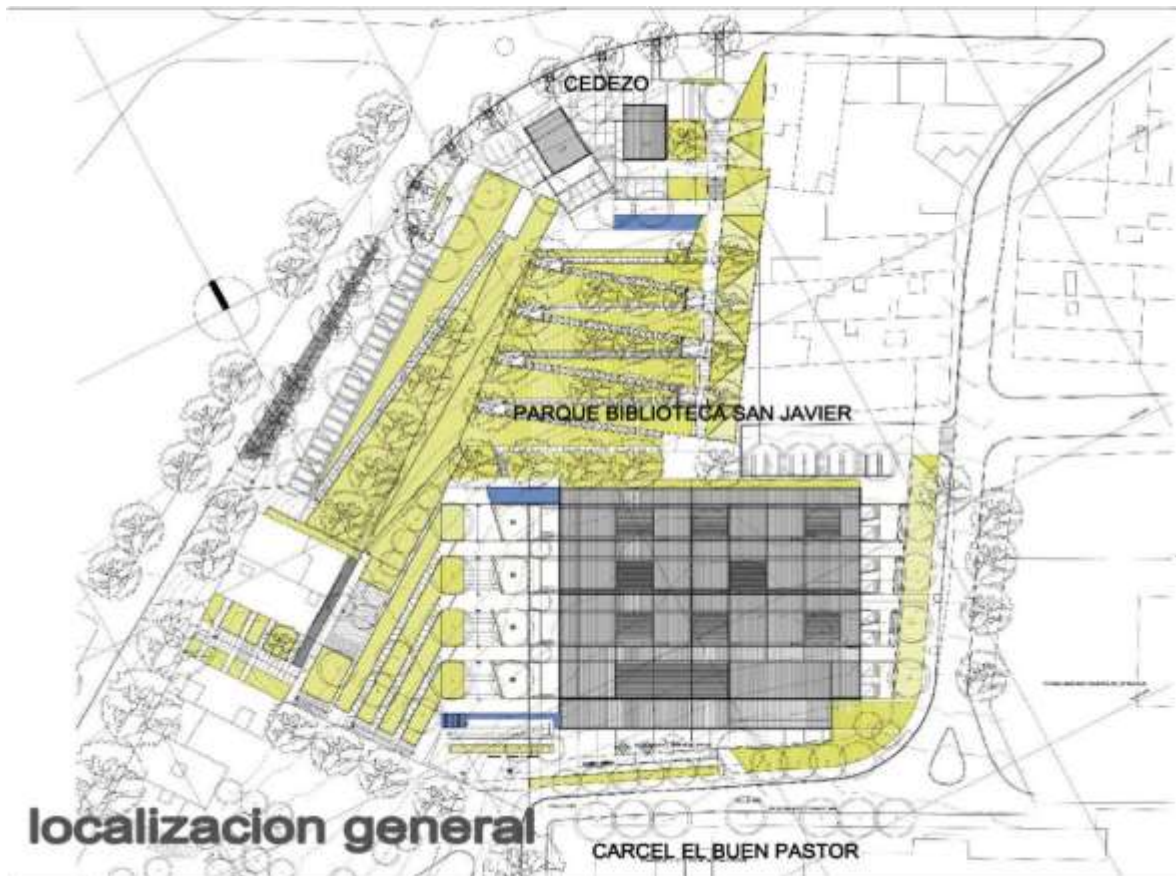 CEDEZO
PARQUE BIBLIOTECA SAN JAVIER
localizacion general
CARCEL EL BUEN PASTOR